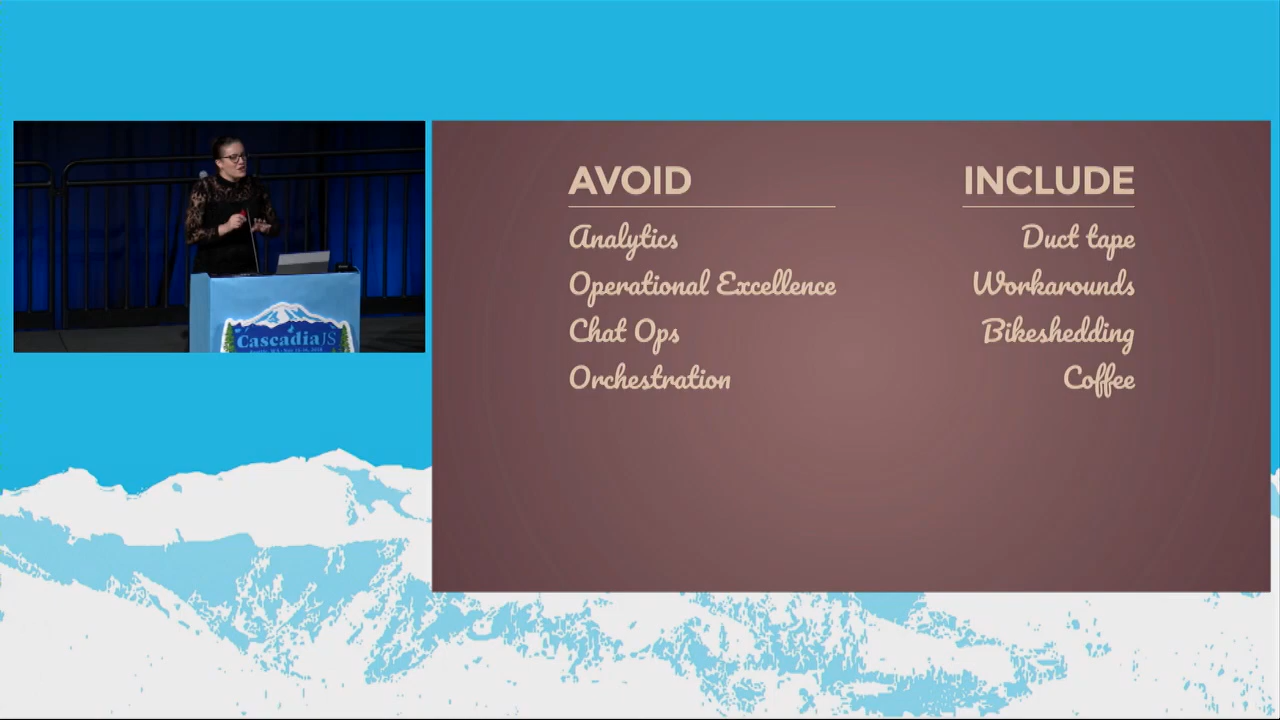 AVOID
Analytics
Operational Excellence
Chat Ops
Orchestration
INCLUDE
Duct tape
Workarounds
Bikeshedding
Coffee
CascadiaJS